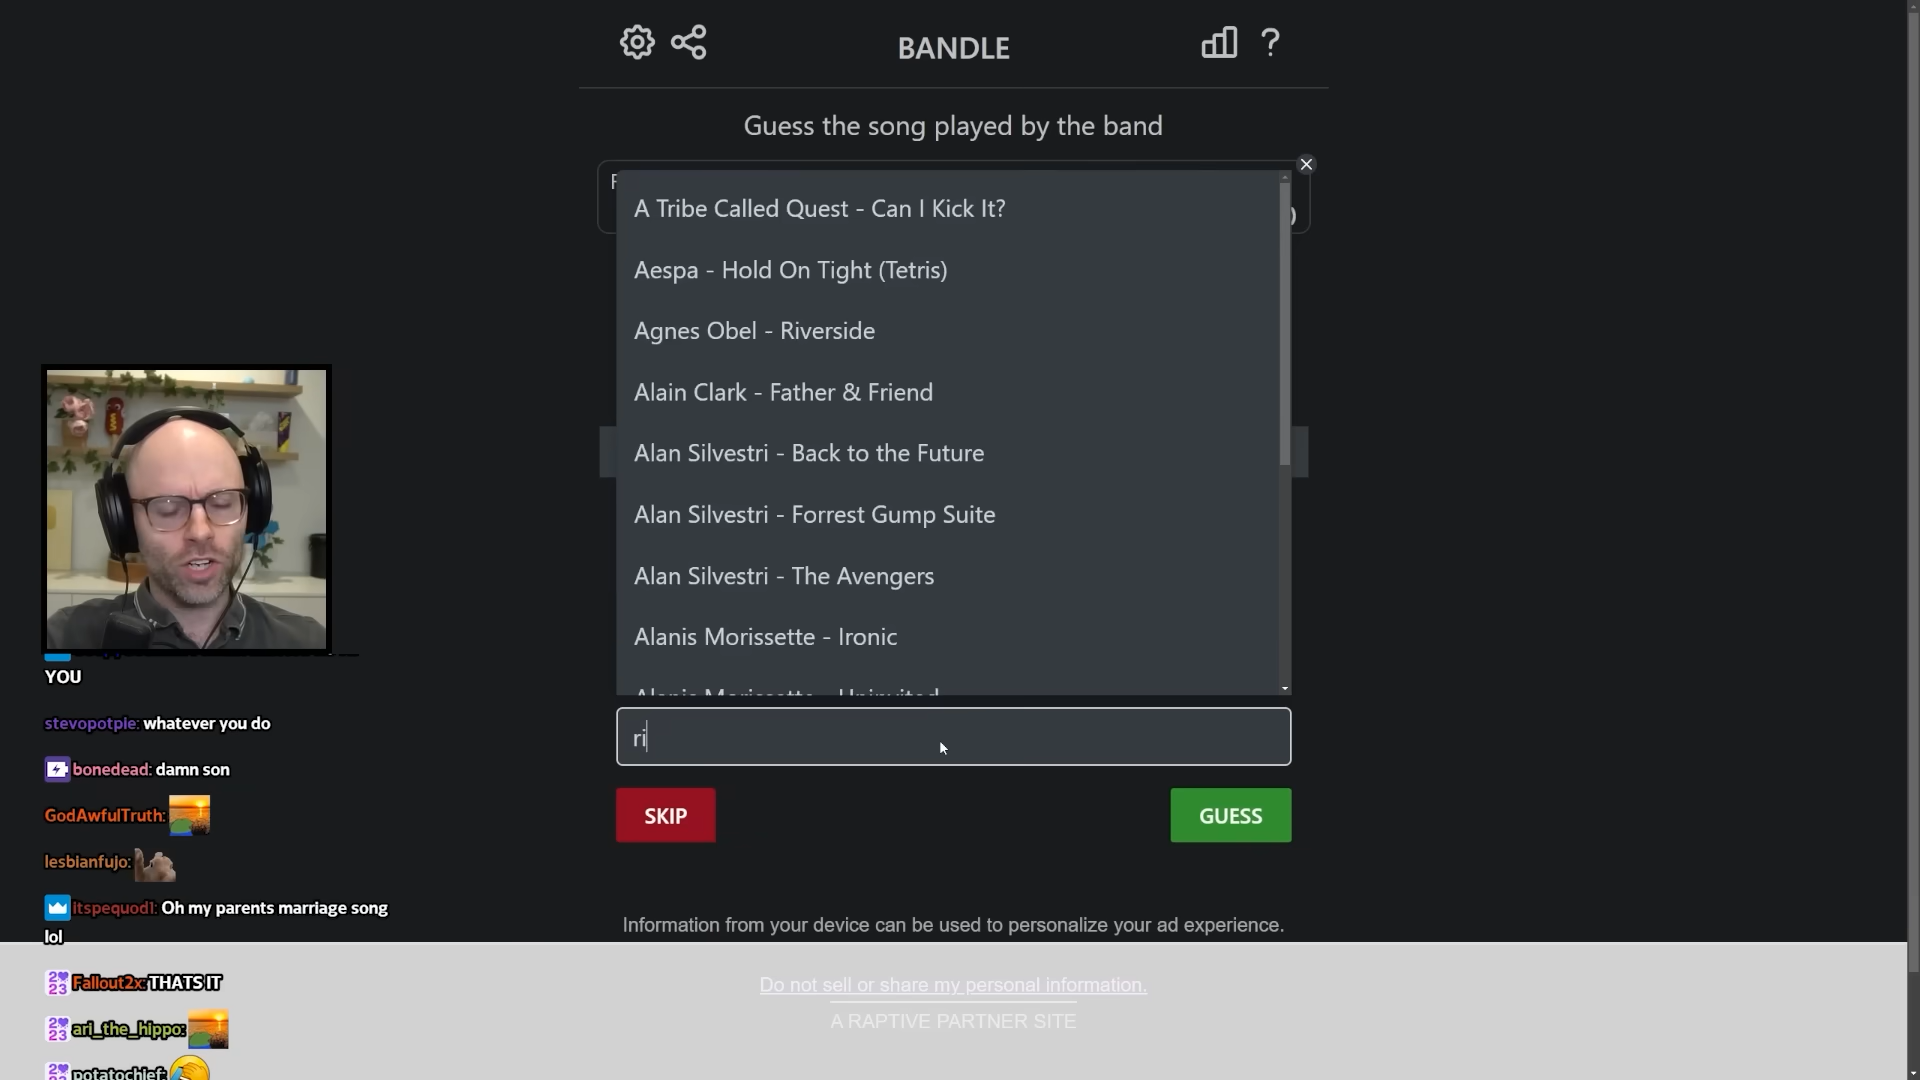 BANDLE
?
Guess the song played by the band
A Tribe Called Quest - Can I Kick It?
Aespa - Hold On Tight (Tetris)
Agnes Obel - Riverside
Alain Clark - Father & Friend
Alan Silvestri - Back to the Future
Alan Silvestri - Forrest Gump Suite
Alan Silvestri - The Avengers
Alanis Morissette - Ironic
Alanis Morissette - Uninvited
ri
SKIP
GUESS
Information from your device can be used to personalize your ad experience.
Do not sell or share my personal information.
A RAPTIVE PARTNER SITE
YOU
stevopotpie: whatever you do
bonedead: damn son
GodAwfulTruth:
lesbianfujo:
itspequod1: Oh my parents marriage song
lol
Fallout2x: THATS IT
ari_the_hippo:
potatochief: